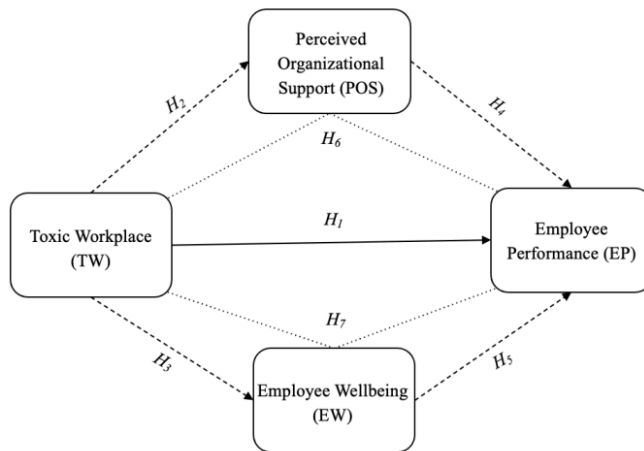 Perceived
Organizational
Support (POS)
H2
H4
H6
Toxic Workplace
(TW)
H1
Employee
Performance (EP)
H7
H3
H5
Employee Wellbeing
(EW)